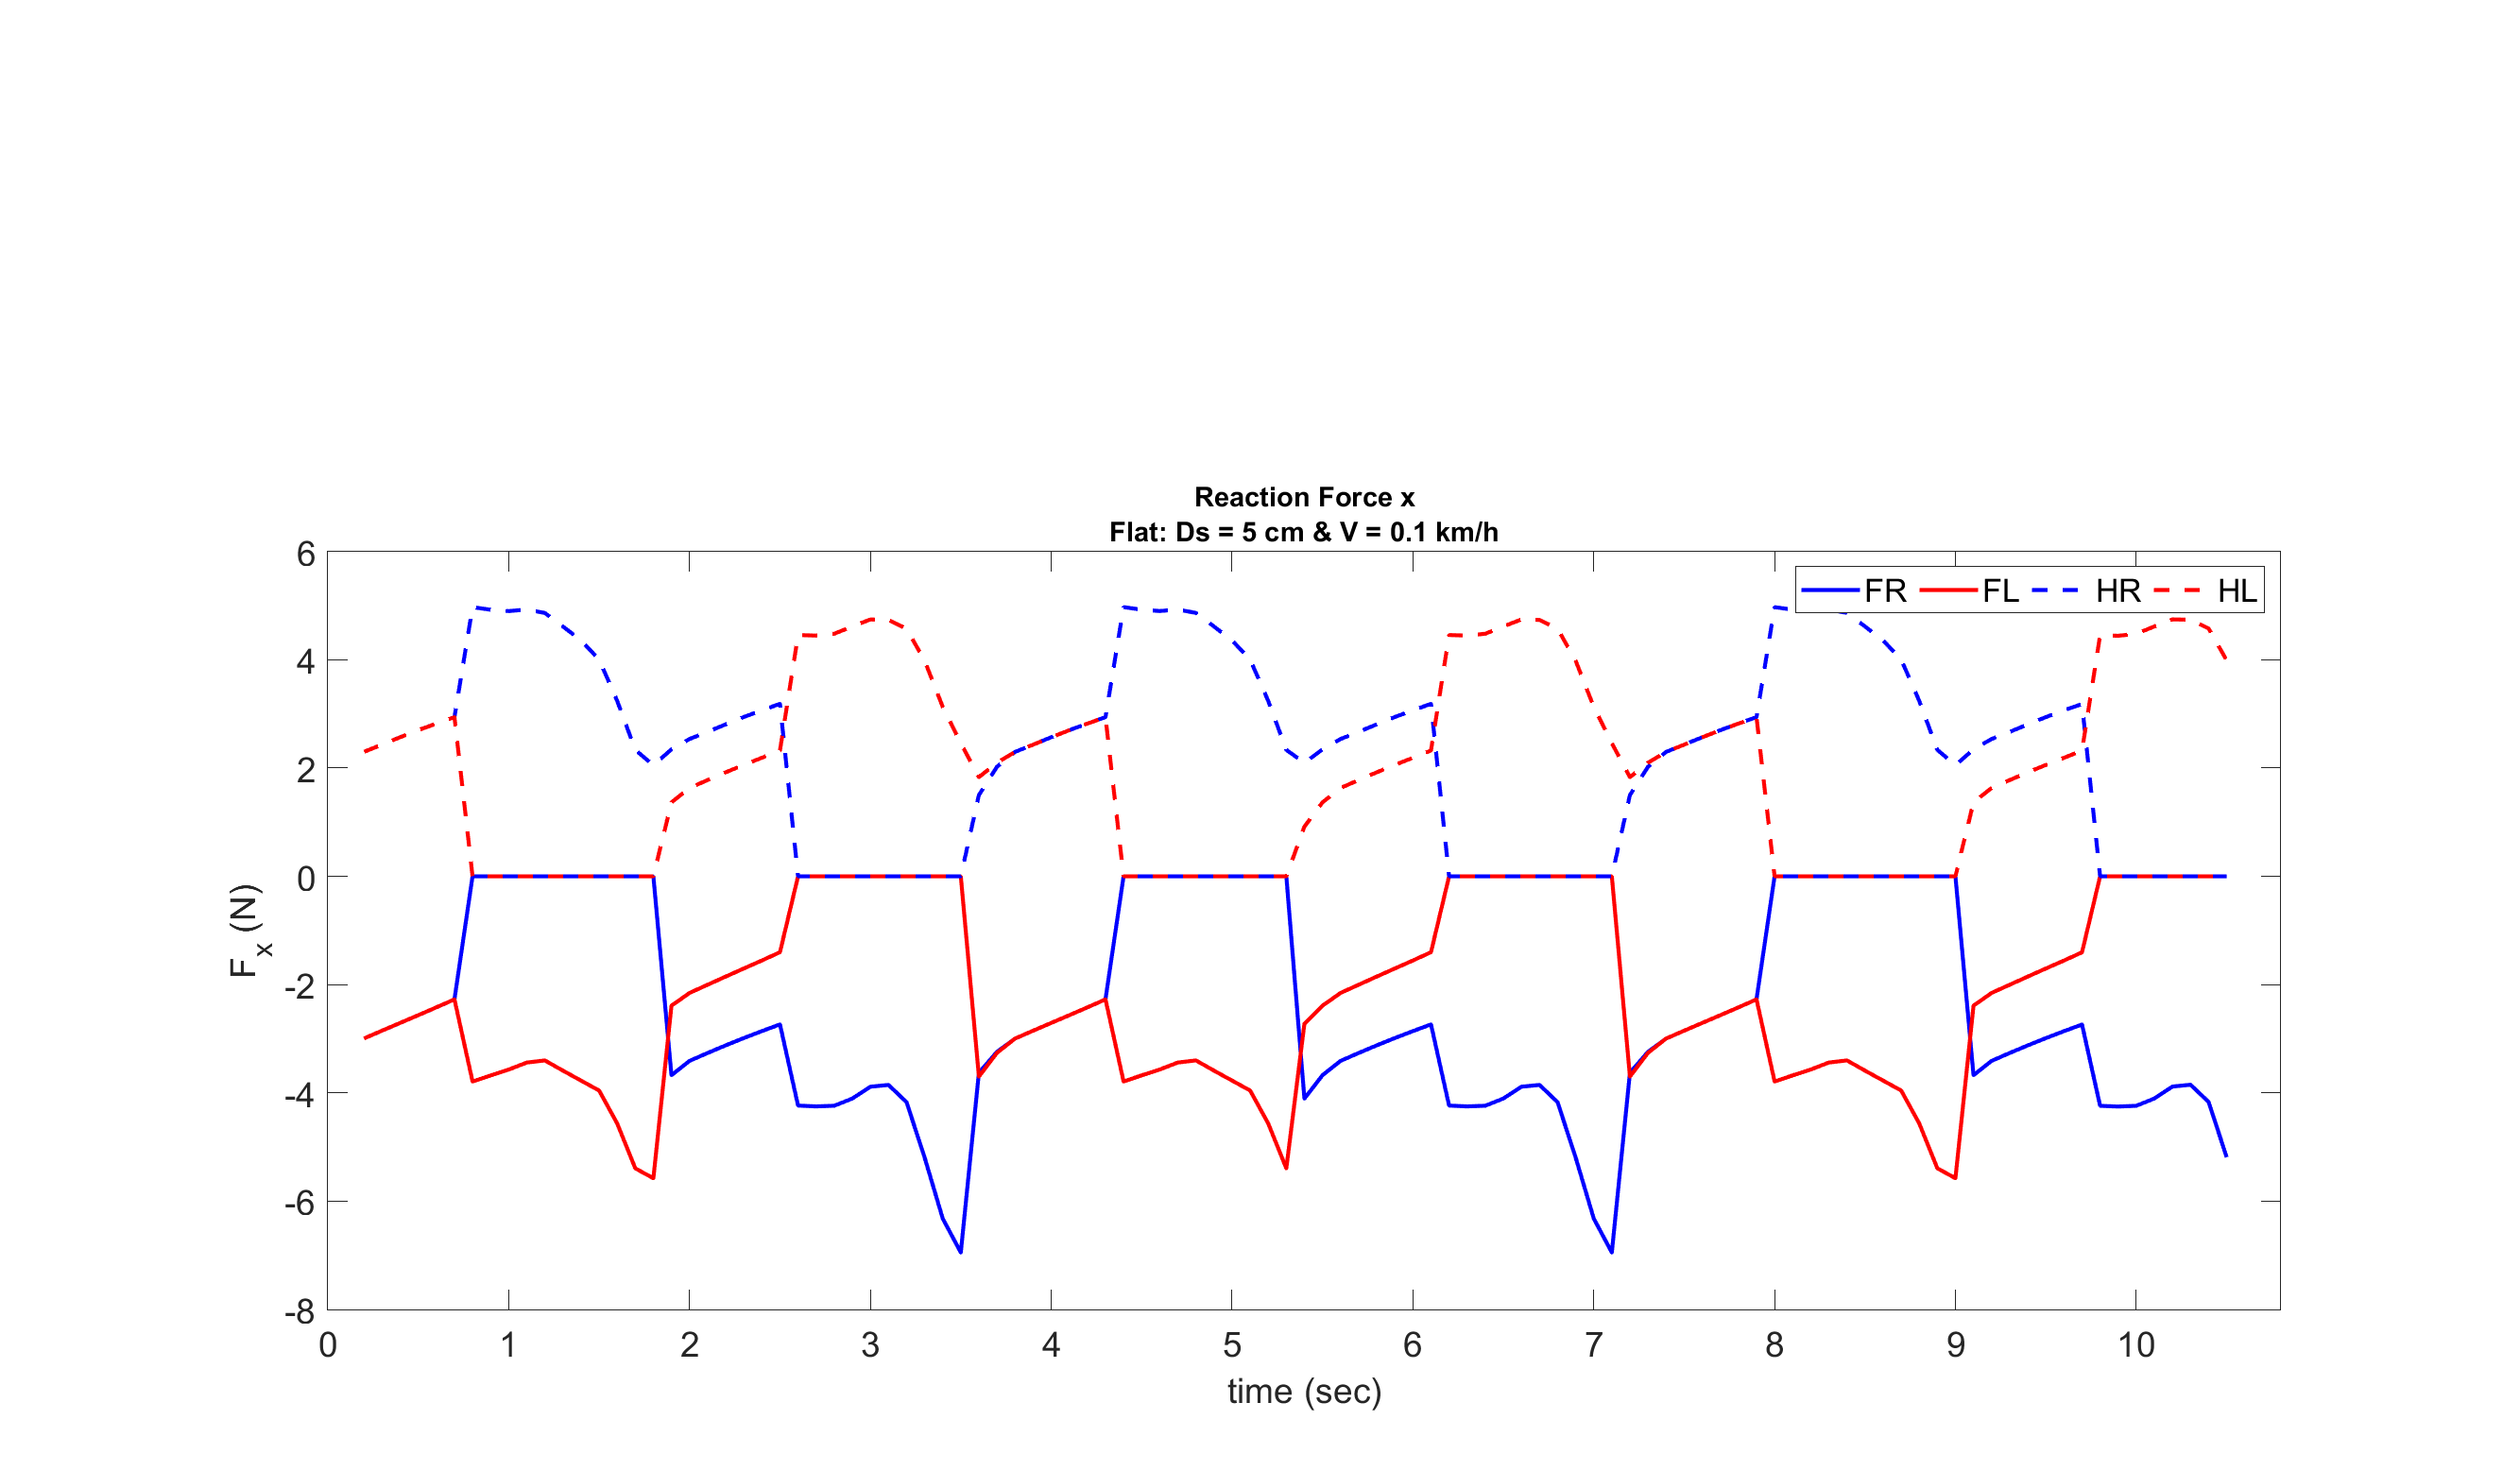 Reaction Force x
Flat: Ds = 5 cm & V = 0.1 km/h
FR FL HR HL
6
4
2
0
-2
-4
-6
-8
F_x (N)
0 1 2 3 4 5 6 7 8 9 10
time (sec)